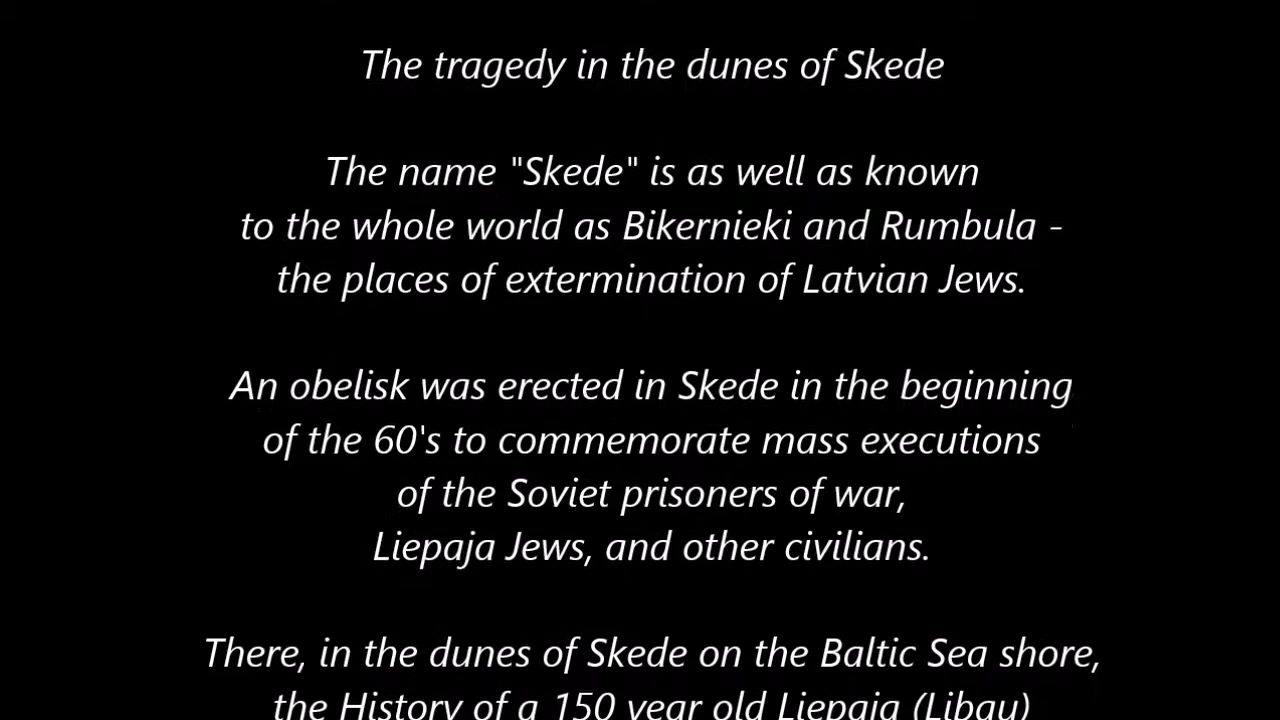 The tragedy in the dunes of Skede
The name "Skede" is as well as known
to the whole world as Bikernieki and Rumbula -
the places of extermination of Latvian Jews.
An obelisk was erected in Skede in the beginning
of the 60's to commemorate mass executions
of the Soviet prisoners of war,
Liepaja Jews, and other civilians.
There, in the dunes of Skede on the Baltic Sea shore,
the History of a 150 year old Liepaja (Libau)